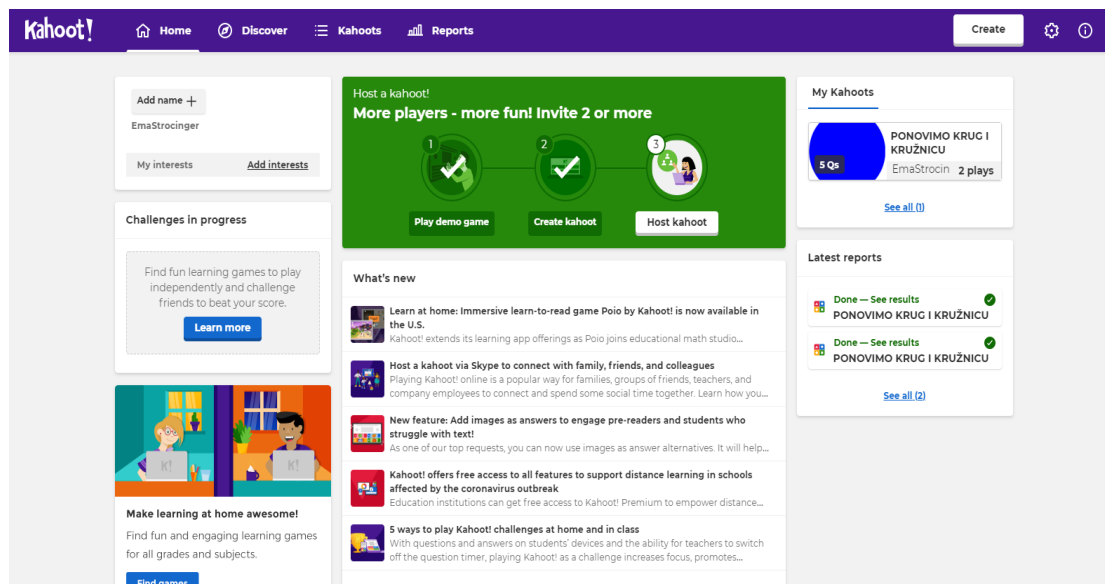 Kahoot!
Home
Discover
Kahoots
Reports
Create
Add name +
EmaStrocinger
My interests
Add interests
Challenges in progress
Find fun learning games to play
independently and challenge
friends to beat your score.
Learn more
K!
K!
Make learning at home awesome!
Find fun and engaging learning games
for all grades and subjects.
Find games
Host a kahoot!
More players - more fun! Invite 2 or more
1
2
3
Play demo game
Create kahoot
Host kahoot
What's new
Learn at home: Immersive learn-to-read game Poio by Kahoot! is now available in
the U.S.
Kahoot! extends its learning app offerings as Poio joins educational math studio...
Host a kahoot via Skype to connect with family, friends, and colleagues
Playing Kahoot! online is a popular way for families, groups of friends, teachers, and
company employees to connect and spend some social time together. Learn how you...
New feature: Add images as answers to engage pre-readers and students who
struggle with text!
As one of our top requests, you can now use images as answer alternatives. It will help...
Kahoot! offers free access to all features to support distance learning in schools
affected by the coronavirus outbreak
Education institutions can get free access to Kahoot! Premium to empower distance...
5 ways to play Kahoot! challenges at home and in class
With questions and answers on students' devices and the ability for teachers to switch
off the question timer, playing Kahoot! as a challenge increases focus, promotes...
My Kahoots
5 Qs
PONOVIMO KRUG I
KRUŽNICU
EmaStrocin 2 plays
See all (1)
Latest reports
Done — See results
PONOVIMO KRUG I KRUŽNICU
Done — See results
PONOVIMO KRUG I KRUŽNICU
See all (2)